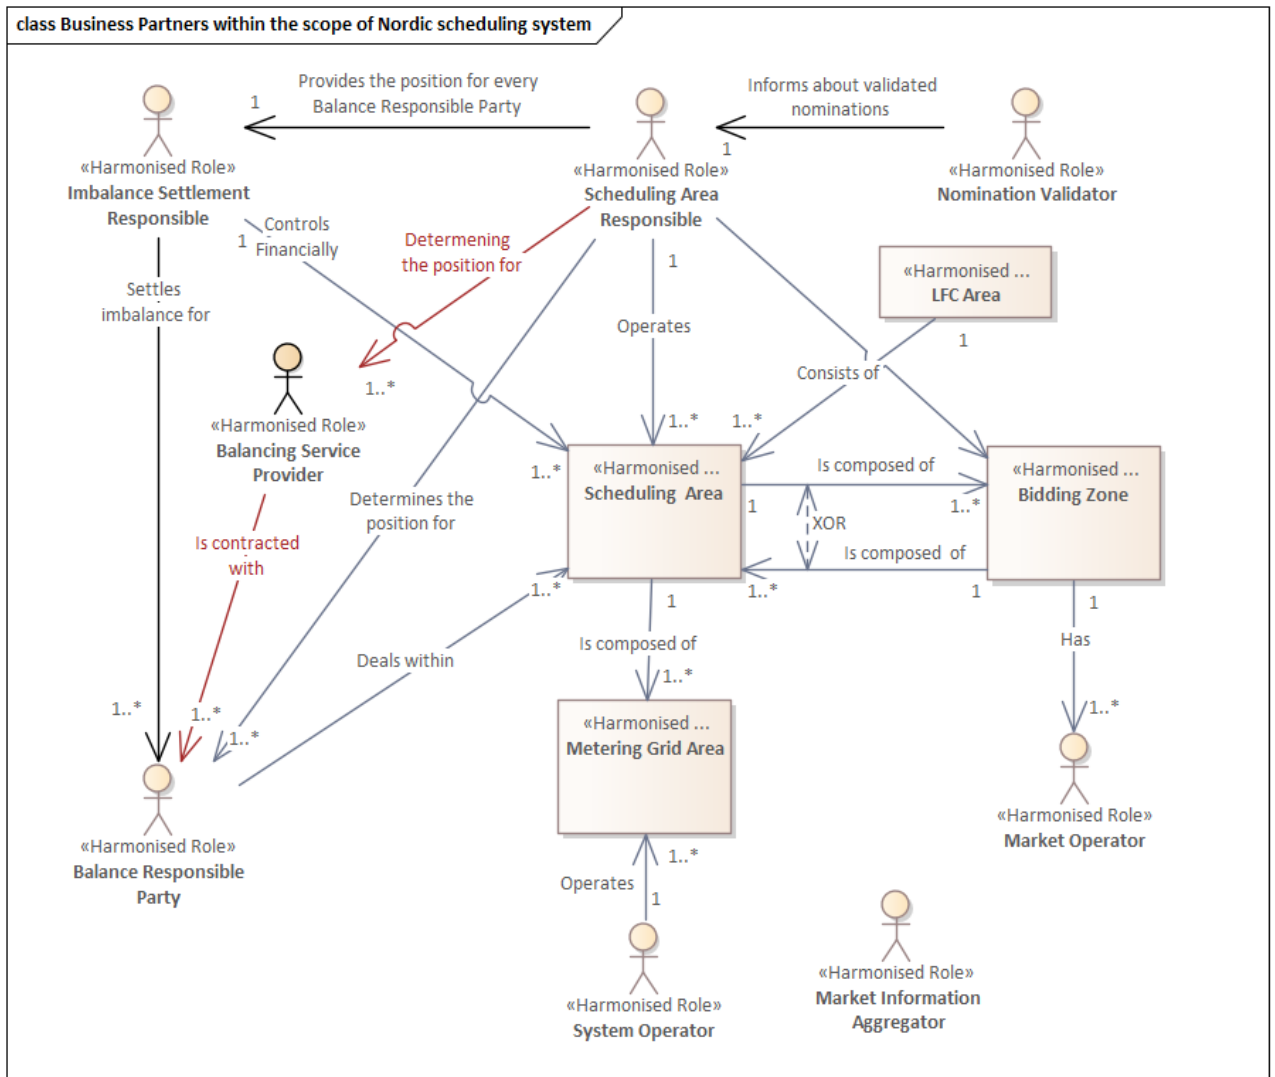 class Business Partners within the scope of Nordic scheduling system
Provides the position for every
Balance Responsible Party
1
Informs about validated
nominations
1
«Harmonised Role»
Imbalance Settlement
Responsible
«Harmonised Role»
Scheduling Area
Responsible
«Harmonised Role»
Nomination Validator
1
Controls
Financially
Determening
the position for
1
«Harmonised ...
LFC Area
1
Settles
imbalance for
Operates
Consists of
1..*
«Harmonised Role»
Balancing Service
Provider
1..*
1..*
1..*
«Harmonised ...
Scheduling  Area
Is composed of
1
1..*
XOR
Is composed  of
1..*
1
«Harmonised ...
Bidding Zone
Determines the
position for
Is contracted
with
1..*
1
1
Is composed of
Has
Deals within
1..*
1..*
1..*
1..*
1..*
«Harmonised ...
Metering Grid Area
«Harmonised Role»
Market Operator
«Harmonised Role»
Balance Responsible
Party
1..*
Operates
1
«Harmonised Role»
System Operator
«Harmonised Role»
Market Information
Aggregator